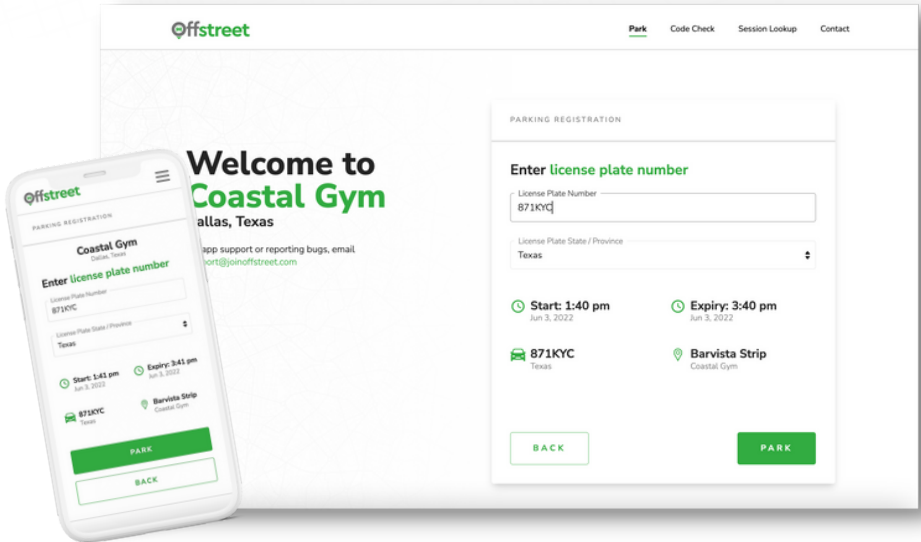 Offstreet
Park Code Check Session Lookup Contact
Welcome to
Coastal Gym
allas, Texas
app support or reporting bugs, email
port@joinoffstreet.com
PARKING REGISTRATION
Enter license plate number
License Plate Number
871KYC
License Plate State / Province
Texas
Start: 1:40 pm
Jun 3, 2022
Expiry: 3:40 pm
Jun 3, 2022
871KYC
Texas
Barvista Strip
Coastal Gym
BACK
PARK
Offstreet
PARKING REGISTRATION
Coastal Gym
Dallas, Texas
Enter license plate number
License Plate Number
871KYC
License Plate State / Province
Texas
Start: 1:41 pm
Jun 3, 2022
Expiry: 3:41 pm
Jun 3, 2022
871KYC
Texas
Barvista Strip
Coastal Gym
PARK
BACK